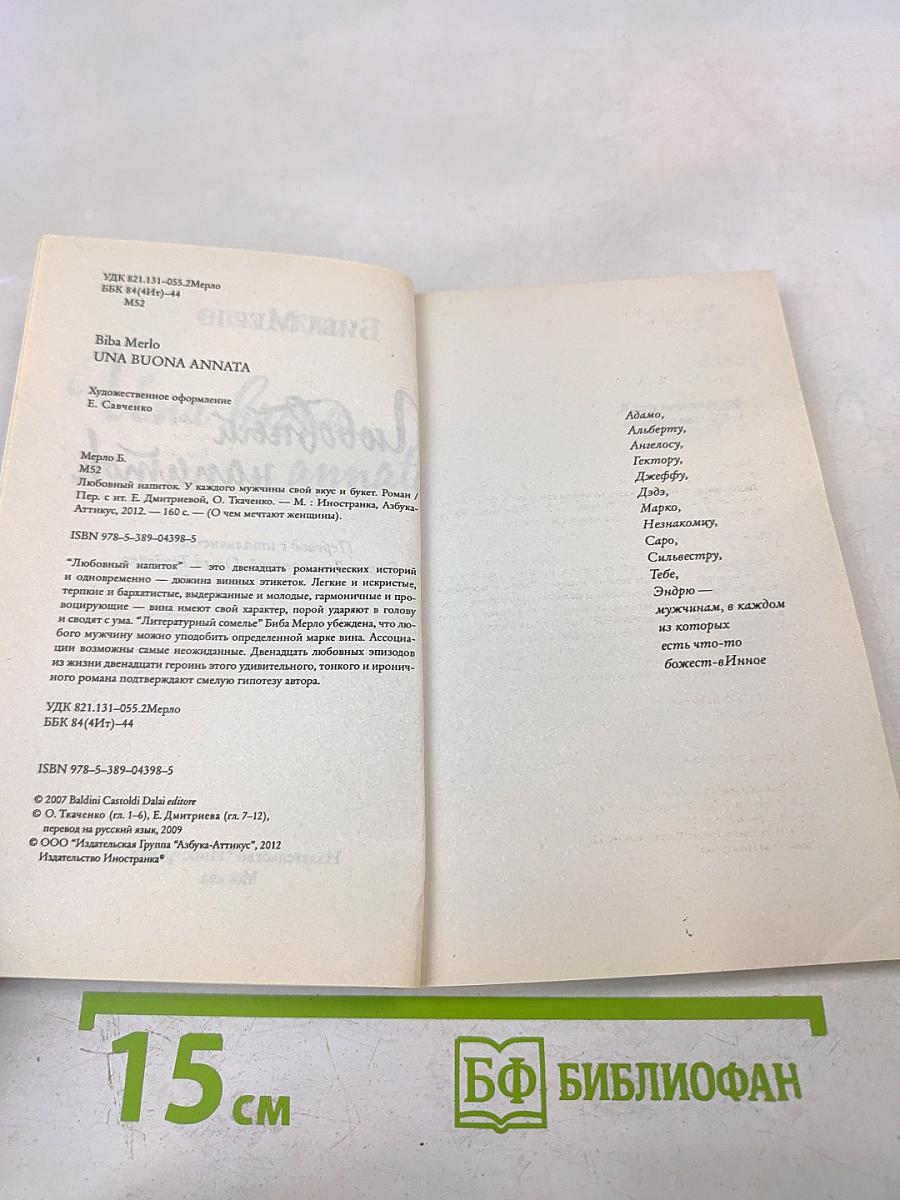 УДК 821.131–055.2Мерло
ББК 84(4Ит)–44
М52
Biba Merlo
UNA BUONA ANNATA
Художественное оформление
Е. Савченко
Мерло Б.
М52
Любовный напиток. У каждого мужчины свой вкус и букет. Роман /
Пер. с ит. Е. Дмитриевой, О. Ткаченко. — М. : Иностранка, Азбука-
Аттикус, 2012. — 160 с. — (О чем мечтают женщины).
ISBN 978–5–389–04398–5
“Любовный напиток” — это двенадцать романтических историй
и одновременно — дюжина винных этикеток. Легкие и искристые,
терпкие и бархатистые, выдержанные и молодые, гармоничные и про-
воцирующие — вина имеют свой характер, порой ударяют в голову
и сводят с ума. “Литературный сомелье” Биба Мерло убеждена, что лю-
бого мужчину можно уподобить определенной марке вина. Ассоциа-
ции возможны самые неожиданные. Двенадцать любовных эпизодов
из жизни двенадцати героинь этого удивительного, тонкого и иронич-
ного романа подтверждают смелую гипотезу автора.
УДК 821.131–055.2Мерло
ББК 84(4Ит)–44
ISBN 978–5–389–04398–5
© 2007 Baldini Castoldi Dalai editore
© О. Ткаченко (гл. 1–6), Е. Дмитриева (гл. 7–12),
перевод на русский язык, 2009
© ООО “Издательская Группа “Азбука-Аттикус”, 2012
Издательство Иностранка®
Адамо,
Альберту,
Ангелосу,
Гектору,
Джеффу,
Дэдэ,
Марко,
Незнакомцу,
Саро,
Сильвестру,
Тебе,
Эндрю —
мужчинам, в каждом
из которых
есть что-то
божест-вИнное
15 см
БФ БИБЛИОФАН